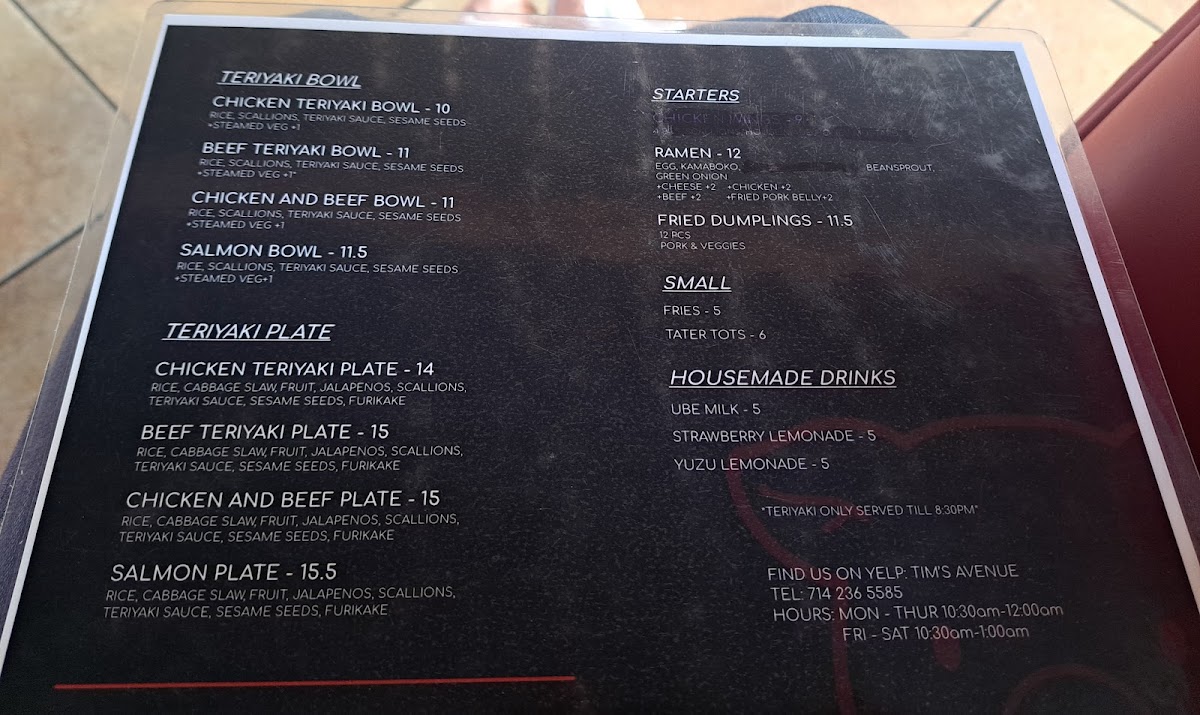 TERIYAKI BOWL
CHICKEN TERIYAKI BOWL - 10
RICE, SCALLIONS, TERIYAKI SAUCE, SESAME SEEDS
+STEAMED VEG +1
BEEF TERIYAKI BOWL - 11
RICE, SCALLIONS, TERIYAKI SAUCE, SESAME SEEDS
+STEAMED VEG +1"
CHICKEN AND BEEF BOWL - 11
RICE, SCALLIONS, TERIYAKI SAUCE, SESAME SEEDS
+STEAMED VEG +1
SALMON BOWL - 11.5
RICE, SCALLIONS, TERIYAKI SAUCE, SESAME SEEDS
+STEAMED VEG+1
TERIYAKI PLATE
CHICKEN TERIYAKI PLATE - 14
RICE, CABBAGE SLAW, FRUIT, JALAPENOS, SCALLIONS,
TERIYAKI SAUCE, SESAME SEEDS, FURIKAKE
BEEF TERIYAKI PLATE - 15
RICE, CABBAGE SLAW, FRUIT, JALAPENOS, SCALLIONS,
TERIYAKI SAUCE, SESAME SEEDS, FURIKAKE
CHICKEN AND BEEF PLATE - 15
RICE, CABBAGE SLAW, FRUIT, JALAPENOS, SCALLIONS,
TERIYAKI SAUCE, SESAME SEEDS, FURIKAKE
SALMON PLATE - 15.5
RICE, CABBAGE SLAW, FRUIT, JALAPENOS, SCALLIONS,
TERIYAKI SAUCE, SESAME SEEDS, FURIKAKE
STARTERS
CHICKEN WINGS - 9
RAMEN - 12
EGG, KAMABOKO, BEANSPROUT,
GREEN ONION
+CHEESE +2 +CHICKEN +2
+BEEF +2 +FRIED PORK BELLY+2
FRIED DUMPLINGS - 11.5
12 PCS
PORK & VEGGIES
SMALL
FRIES - 5
TATER TOTS - 6
HOUSEMADE DRINKS
UBE MILK - 5
STRAWBERRY LEMONADE - 5
YUZU LEMONADE - 5
"TERIYAKI ONLY SERVED TILL 8:30PM"
FIND US ON YELP: TIM'S AVENUE
TEL: 714 236 5585
HOURS: MON - THUR 10:30am-12:00am
FRI - SAT 10:30am-1:00am